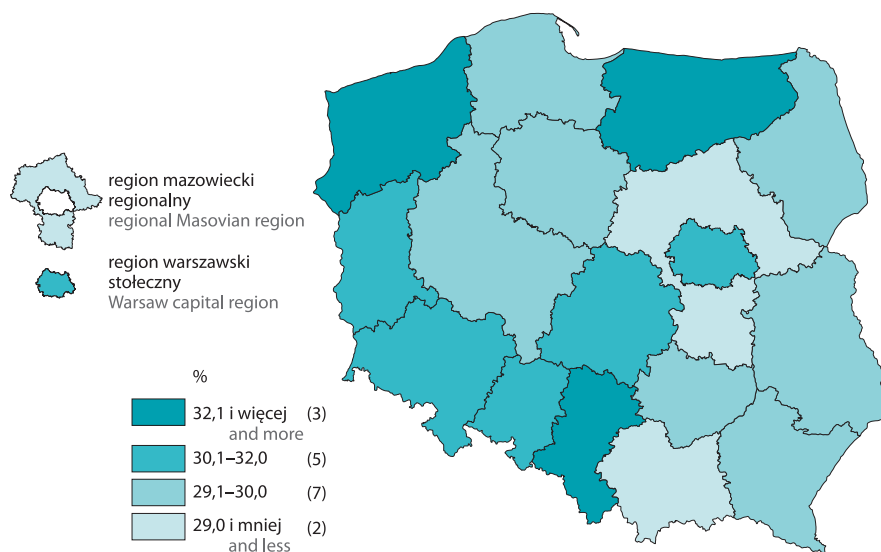 region mazowiecki
regionalny
regional Masovian region
region warszawski
stołeczny
Warsaw capital region
%
32,1 i więcej (3)
and more
30,1–32,0 (5)
29,1–30,0 (7)
29,0 i mniej (2)
and less